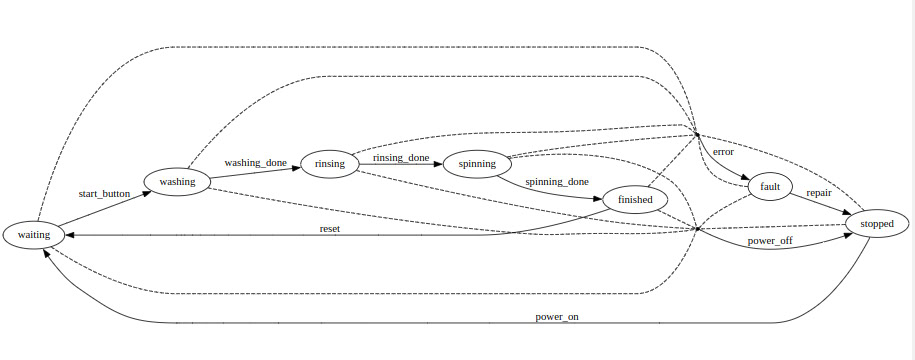 error
washing_done
rinsing_done
rinsing
spinning
washing
spinning_done
fault
start_button
repair
finished
waiting
reset
stopped
power_off
power_on